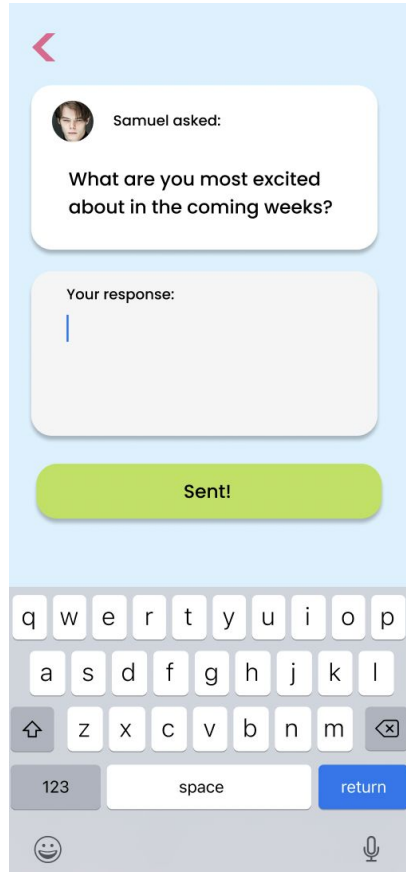 Samuel asked:
What are you most excited
about in the coming weeks?
Your response:
Sent!
q w e r t y u i o p
a s d f g h j k l
z x c v b n m
123 space return